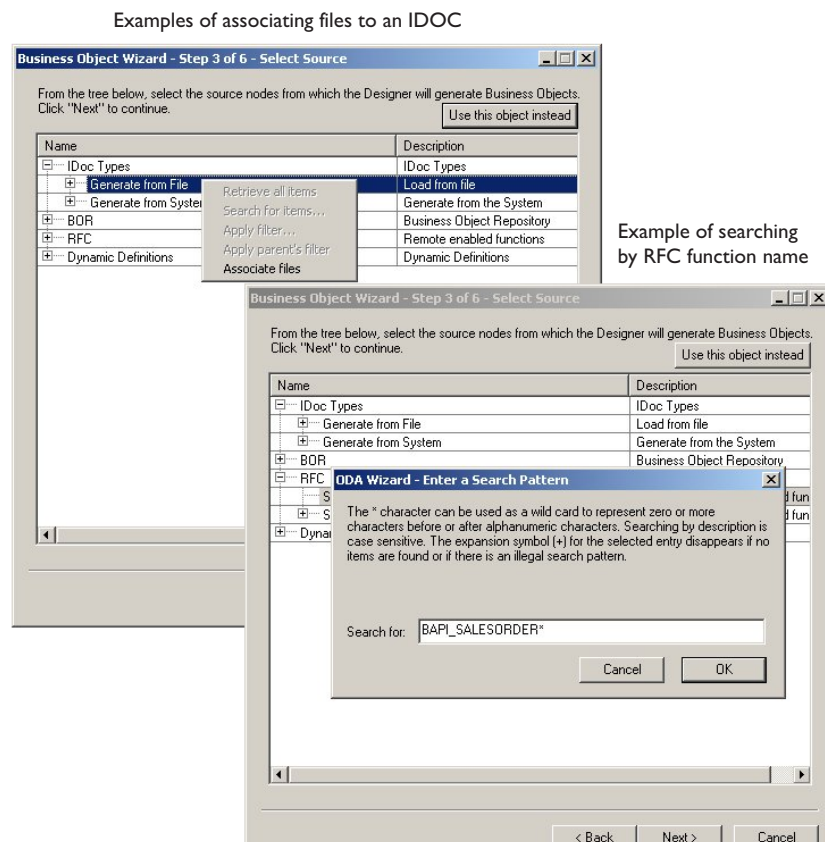 Examples of associating files to an IDOC
Business Object Wizard - Step 3 of 6 - Select Source
From the tree below, select the source nodes from which the Designer will generate Business Objects.
Click "Next" to continue.
Use this object instead
Name Description
IDoc Types IDoc Types
Generate from File Load from file
Generate from System Generate from the System
BOR Business Object Repository
RFC Remote enabled functions
Dynamic Definitions Dynamic Definitions
Retrieve all items
Search for items...
Apply filter...
Apply parent's filter
Associate files
Example of searching
by RFC function name
Business Object Wizard - Step 3 of 6 - Select Source
From the tree below, select the source nodes from which the Designer will generate Business Objects.
Click "Next" to continue.
Use this object instead
Name Description
IDoc Types IDoc Types
Generate from File Load from file
Generate from System Generate from the System
BOR Business Object Repository
RFC
S d fun
S d fun
Dynar
ODA Wizard - Enter a Search Pattern
The * character can be used as a wild card to represent zero or more
characters before or after alphanumeric characters. Searching by description is
case sensitive. The expansion symbol (+) for the selected entry disappears if no
items are found or if there is an illegal search pattern.
Search for: BAPI_SALESORDER*
Cancel OK
< Back Next > Cancel